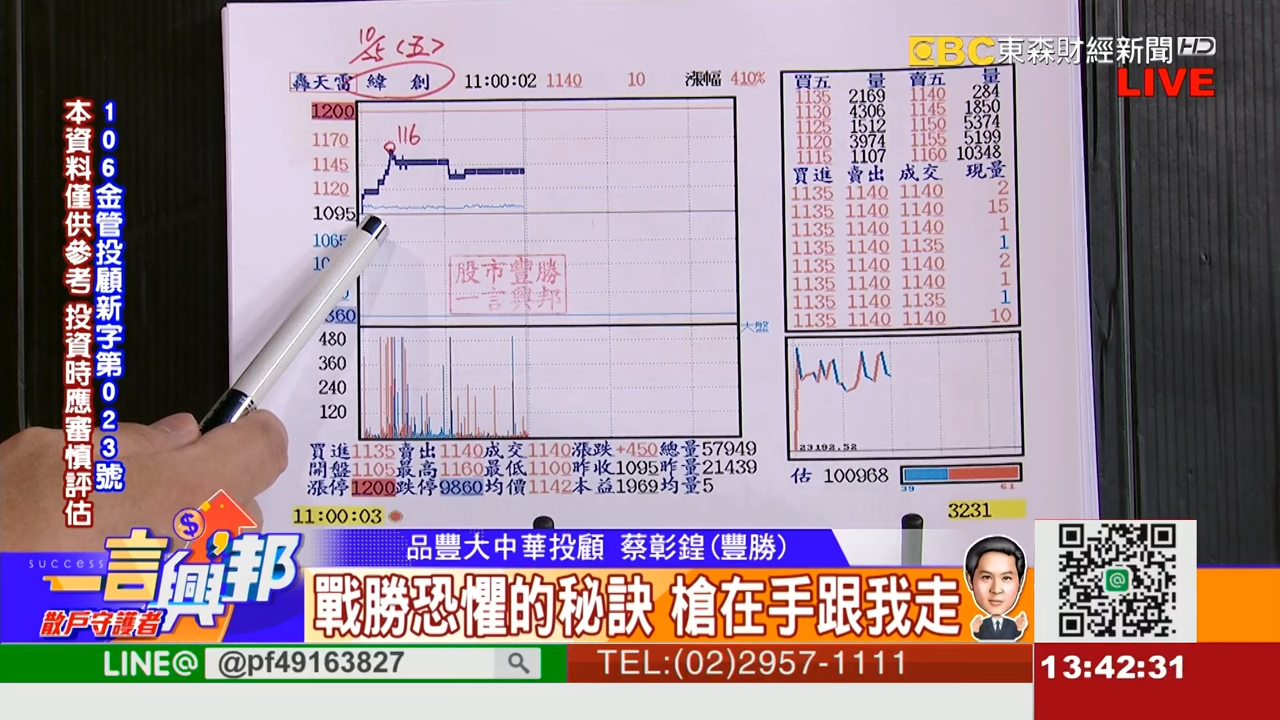 10/25 (五)
EBC 東森財經新聞 HD
LIVE
轟天雷 緯創 11:00:02 1140 10 漲幅 4.10%
買五 量 賣五 量
1135 2169 1140 284
1130 4306 1145 1850
1125 1512 1150 5374
1120 3974 1155 5199
1115 1107 1160 10348
買進 賣出 成交 現量
1135 1140 1140 2
1135 1140 1140 15
1135 1140 1140 1
1135 1140 1135 1
1135 1140 1140 2
1135 1140 1140 1
1135 1140 1135 1
1135 1140 1140 10
1200
1170
116
1145
1120
1095
1065
360
大盤
股市豐勝
一言興邦
480
360
240
120
23192.52
買進1135賣出1140成交1140漲跌+450總量57949
開盤1105最高1160最低1100昨收1095昨量21439
漲停1200跌停9860均價1142本益1969均量5
估 100968
39 61
11:00:03
3231
106金管投顧新字第023號
本資料僅供參考 投資時應審慎評估
success
一言興邦
散戶守護者
品豐大中華投顧 蔡彰鍠(豐勝)
戰勝恐懼的秘訣 槍在手跟我走
LINE@ @pf49163827
TEL:(02)2957-1111
13:42:31